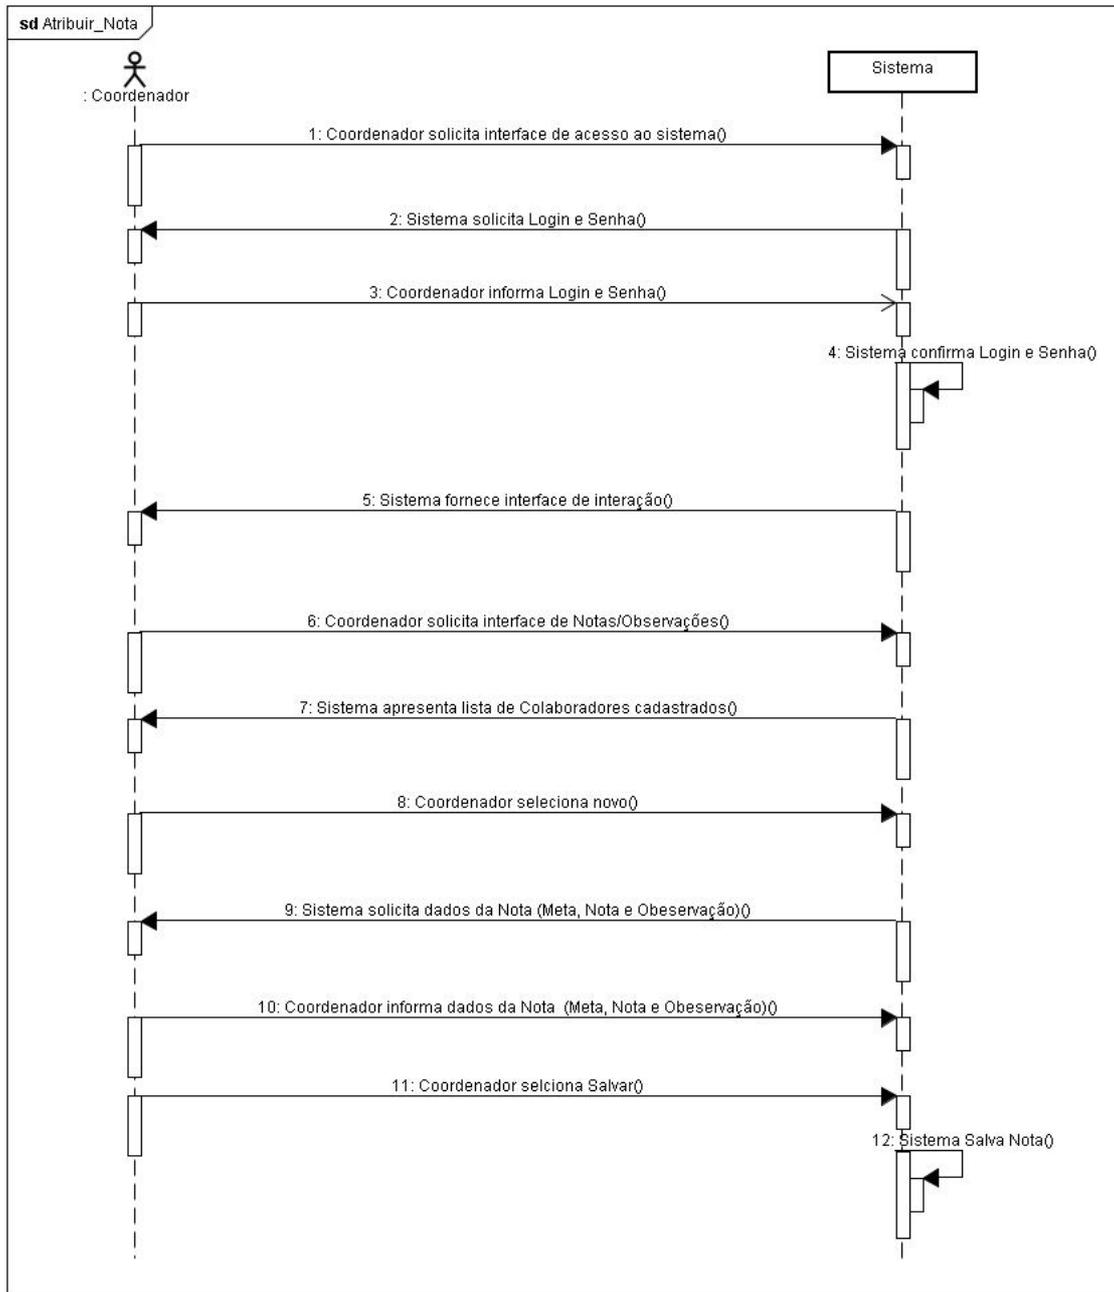 sd Atribuir_Nota
: Coordenador
Sistema
1: Coordenador solicita interface de acesso ao sistema()
2: Sistema solicita Login e Senha()
3: Coordenador informa Login e Senha()
4: Sistema confirma Login e Senha()
5: Sistema fornece interface de interação()
6: Coordenador solicita interface de Notas/Observações()
7: Sistema apresenta lista de Colaboradores cadastrados()
8: Coordenador seleciona novo()
9: Sistema solicita dados da Nota (Meta, Nota e Obeservação)()
10: Coordenador informa dados da Nota  (Meta, Nota e Obeservação)()
11: Coordenador selciona Salvar()
12: Sistema Salva Nota()